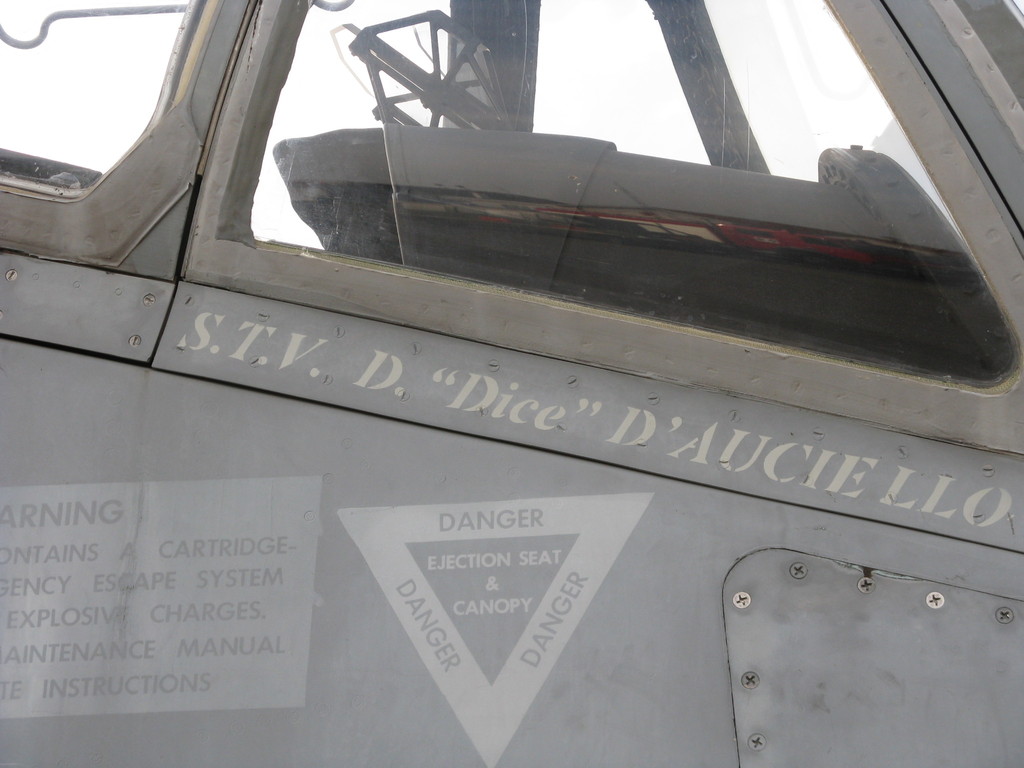 S.T.V. D. "Dice" D'AUCIELLO
ARNING
ONTAINS A CARTRIDGE-
GENCY ESCAPE SYSTEM
EXPLOSIVE CHARGES.
AINTENANCE MANUAL
TE INSTRUCTIONS
DANGER
EJECTION SEAT
&
CANOPY
DANGER
DANGER